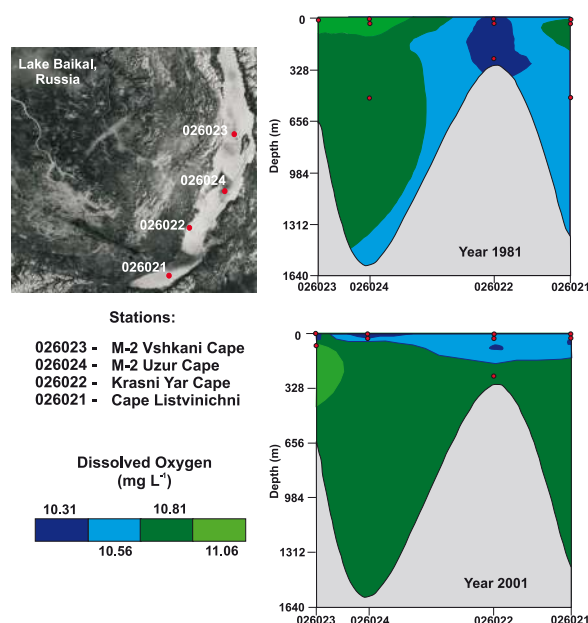 Lake Baikal,
Russia
026023
026024
026022
026021
Stations:
026023 - M-2 Vshkani Cape
026024 - M-2 Uzur Cape
026022 - Krasni Yar Cape
026021 - Cape Listvinichni
Dissolved Oxygen
(mg L⁻¹)
10.31 10.81
10.56 11.06
0
328
656
984
1312
1640
Depth (m)
Year 1981
026023 026024 026022 026021
0
328
656
984
1312
1640
Depth (m)
Year 2001
026023 026024 026022 026021